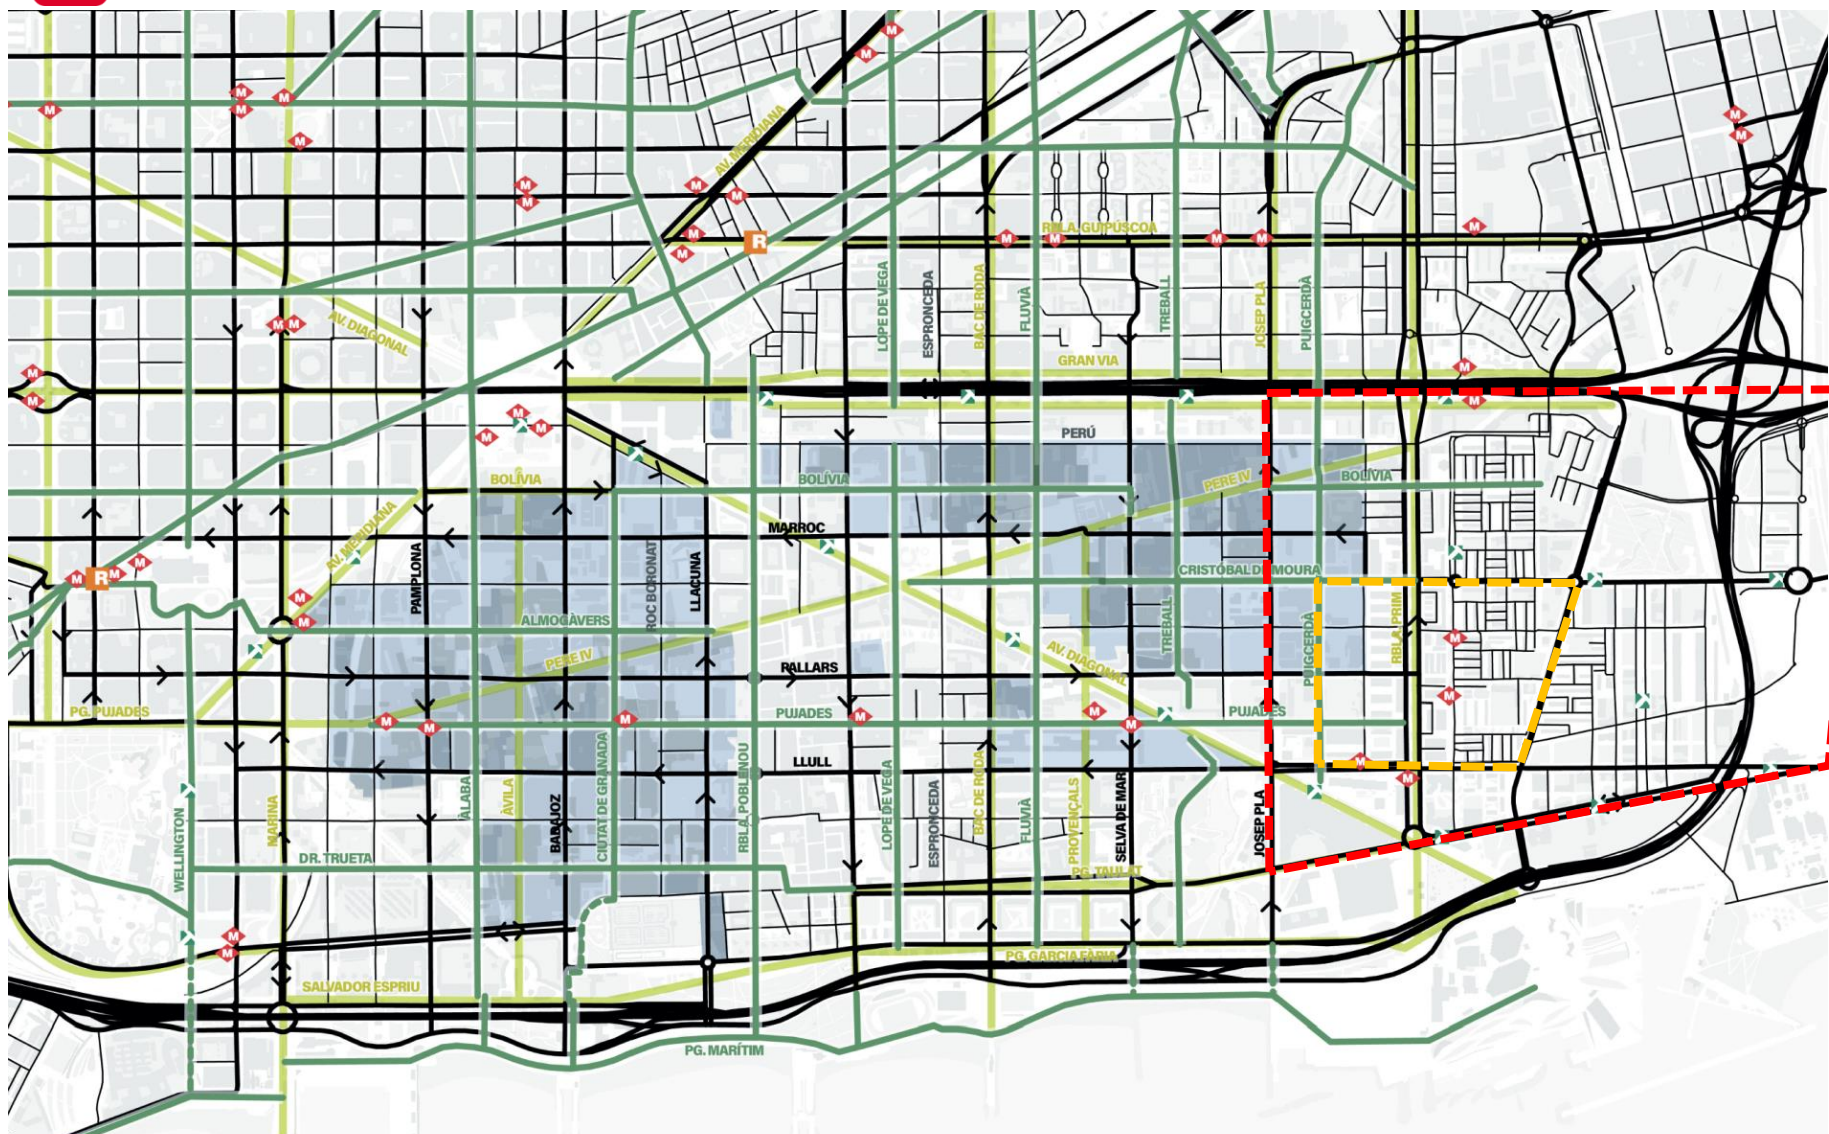 M
M
M
M
M
M
M
M
M
AV. MERIDIANA
M
M
M
M
M
M
M
R
RBLA. GUIPÚSCOA
M
M
M
M
M
LOPE DE VEGA
ESPRONCEDA
BAC DE RODA
FLUVIÀ
TREBALL
JOSEP PLA
PUIGCERDÀ
AV. DIAGONAL
M
M
GRAN VIA
M
M
M
M
M
M
M
PERÚ
BOLÍVIA
BOLÍVIA
PERE IV
BOLÍVIA
AV. MERIDIANA
MARROC
PAMPLONA
ROC BORONAT
LLACUNA
CRISTÓBAL DE MOURA
M
R
M
M
M
M
ALMOGÀVERS
TREBALL
PUIGCERDÀ
RBLA. PRIM
M
PERE IV
PALLARS
AV. DIAGONAL
M
PG. PUJADES
M
M
M
PUJADES
M
M
M
PUJADES
LLULL
M
M
WELLINGTON
MARINA
ÀLABA
ÀVILA
BADAJOZ
CIUTAT DE GRANADA
RBLA. POBLENOU
LOPE DE VEGA
ESPRONCEDA
BAC DE RODA
FLUVIÀ
PROVENÇALS
SELVA DE MAR
JOSEP PLA
DR. TRUETA
PG. TAULAT
M
M
PG. GARCIA FÀRIA
SALVADOR ESPRIU
PG. MARÍTIM